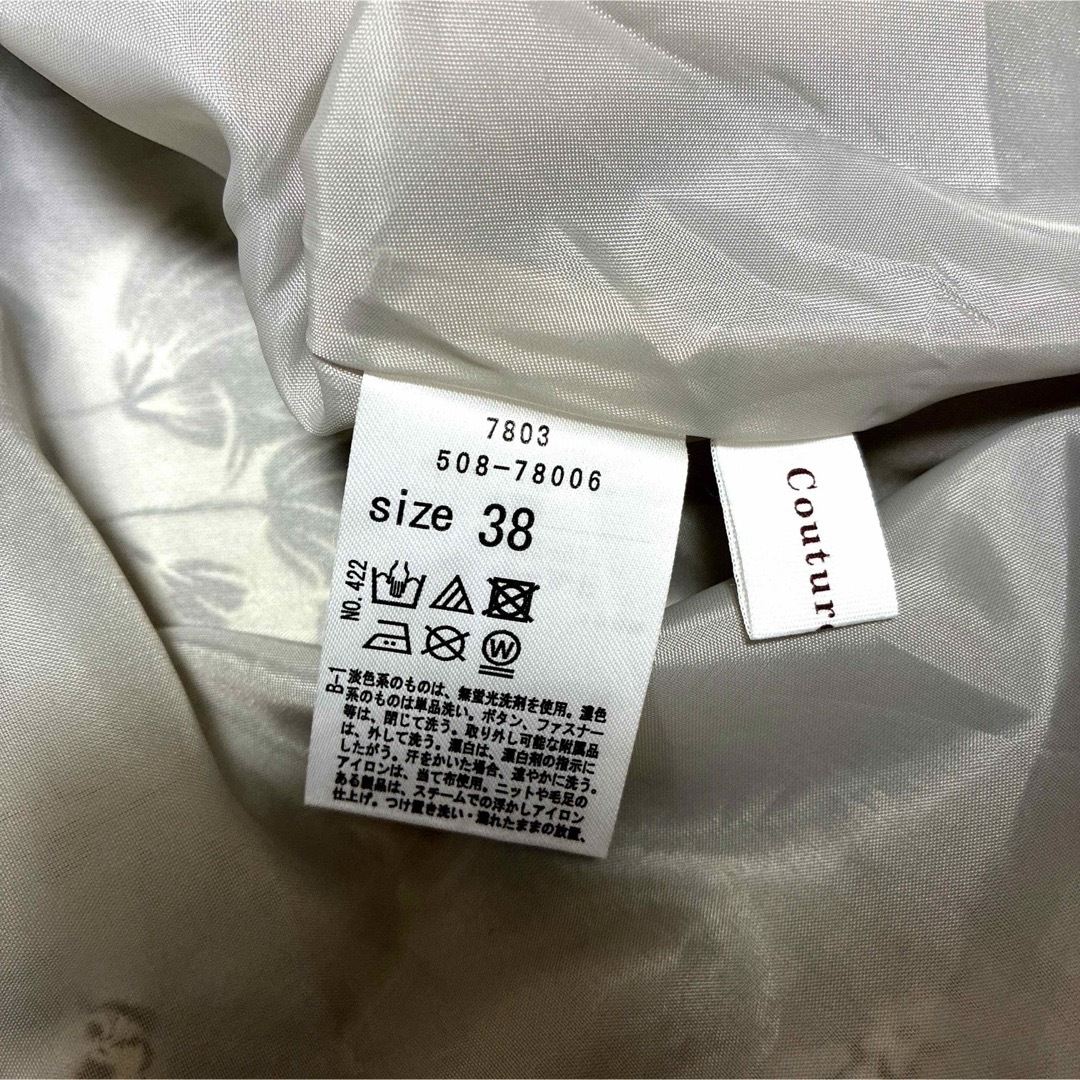 7803
508-78006
size 38
NO. 422
W
B-1
淡色系のものは、無蛍光洗剤を使用。濃色
系のものは単品洗い。ボタン、ファスナー
等は、閉じて洗う。取り外し可能な附属品
は、外して洗う。漂白は、漂白剤の指示に
したがう。汗をかいた場合、速やかに洗う。
アイロンは、当て布使用。ニットや毛足の
ある製品は、スチームでの浮かしアイロン
仕上げ。つけ置き洗い・濡れたままの放置、
Couture